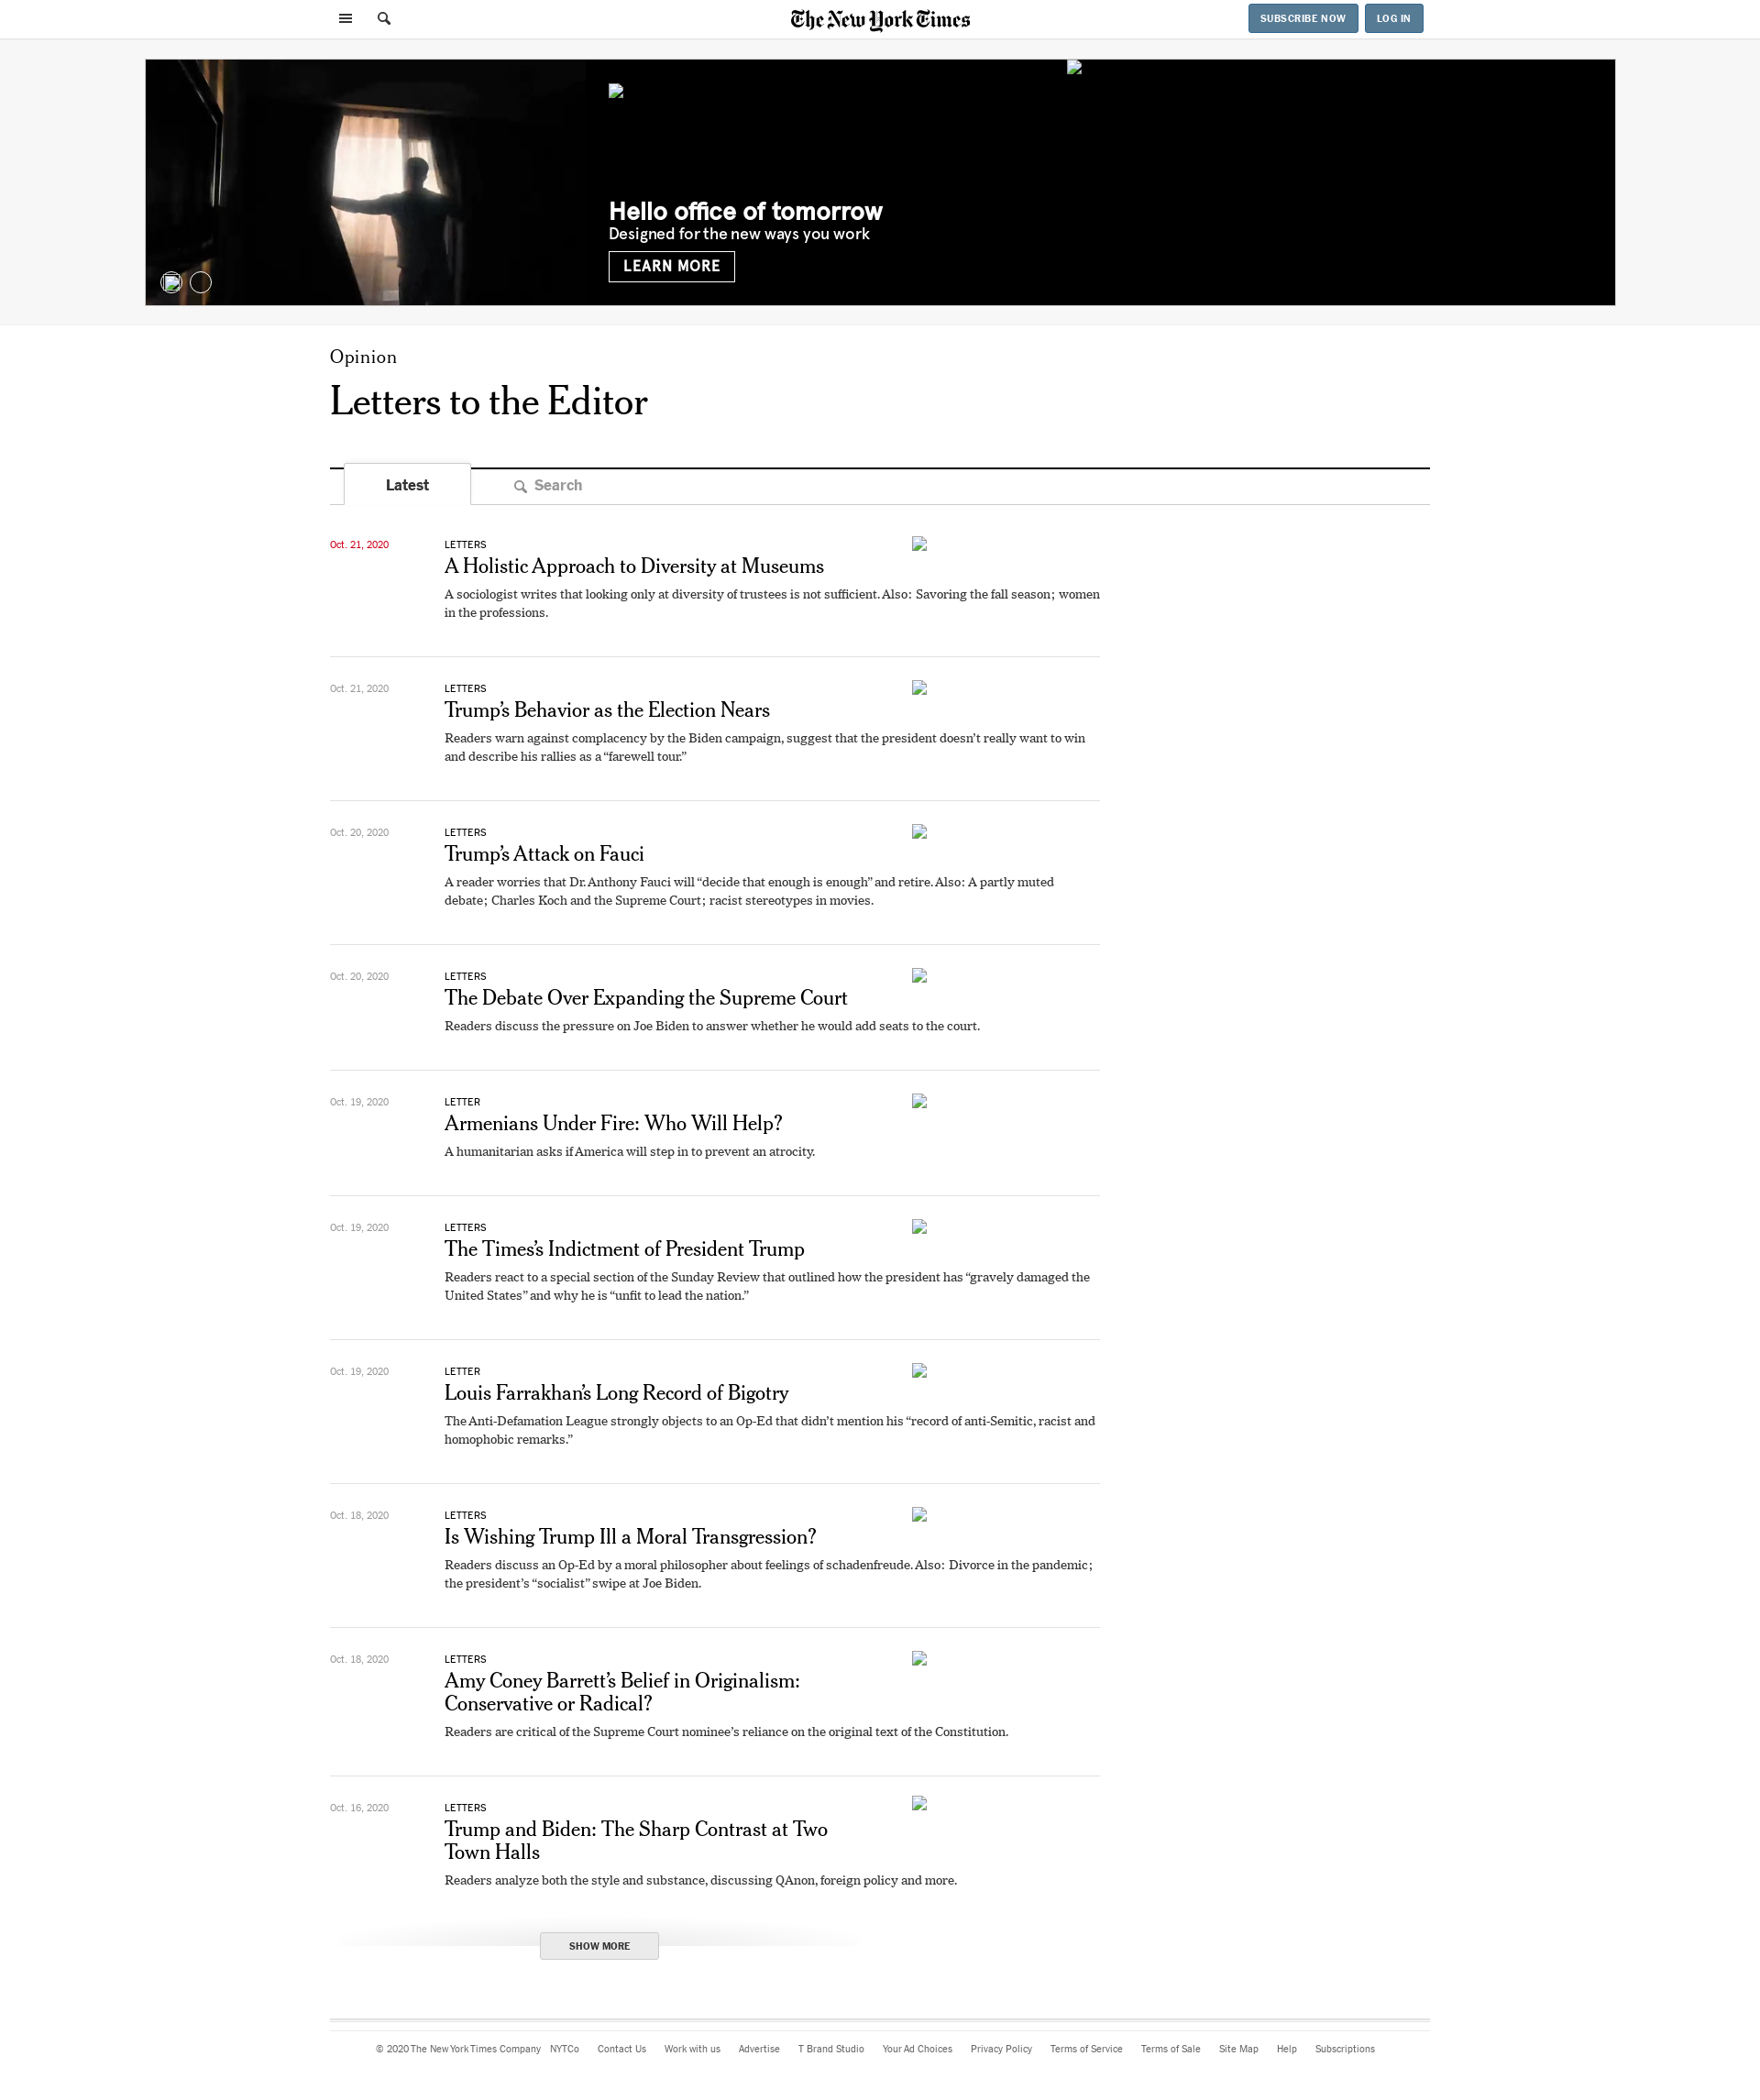 The New York Times
SUBSCRIBE NOW
LOG IN
Hello office of tomorrow
Designed for the new ways you work
LEARN MORE
Opinion
Letters to the Editor
Latest
Search
Oct. 21, 2020
LETTERS
A Holistic Approach to Diversity at Museums
A sociologist writes that looking only at diversity of trustees is not sufficient. Also: Savoring the fall season; women
in the professions.
Oct. 21, 2020
LETTERS
Trump’s Behavior as the Election Nears
Readers warn against complacency by the Biden campaign, suggest that the president doesn’t really want to win
and describe his rallies as a “farewell tour.”
Oct. 20, 2020
LETTERS
Trump’s Attack on Fauci
A reader worries that Dr. Anthony Fauci will “decide that enough is enough” and retire. Also: A partly muted
debate; Charles Koch and the Supreme Court; racist stereotypes in movies.
Oct. 20, 2020
LETTERS
The Debate Over Expanding the Supreme Court
Readers discuss the pressure on Joe Biden to answer whether he would add seats to the court.
Oct. 19, 2020
LETTER
Armenians Under Fire: Who Will Help?
A humanitarian asks if America will step in to prevent an atrocity.
Oct. 19, 2020
LETTERS
The Times’s Indictment of President Trump
Readers react to a special section of the Sunday Review that outlined how the president has “gravely damaged the
United States” and why he is “unfit to lead the nation.”
Oct. 19, 2020
LETTER
Louis Farrakhan’s Long Record of Bigotry
The Anti-Defamation League strongly objects to an Op-Ed that didn’t mention his “record of anti-Semitic, racist and
homophobic remarks.”
Oct. 18, 2020
LETTERS
Is Wishing Trump Ill a Moral Transgression?
Readers discuss an Op-Ed by a moral philosopher about feelings of schadenfreude. Also: Divorce in the pandemic;
the president’s “socialist” swipe at Joe Biden.
Oct. 18, 2020
LETTERS
Amy Coney Barrett’s Belief in Originalism:
Conservative or Radical?
Readers are critical of the Supreme Court nominee’s reliance on the original text of the Constitution.
Oct. 16, 2020
LETTERS
Trump and Biden: The Sharp Contrast at Two
Town Halls
Readers analyze both the style and substance, discussing QAnon, foreign policy and more.
SHOW MORE
© 2020 The New York Times Company NYTCo Contact Us Work with us Advertise T Brand Studio Your Ad Choices Privacy Policy Terms of Service Terms of Sale Site Map Help Subscriptions